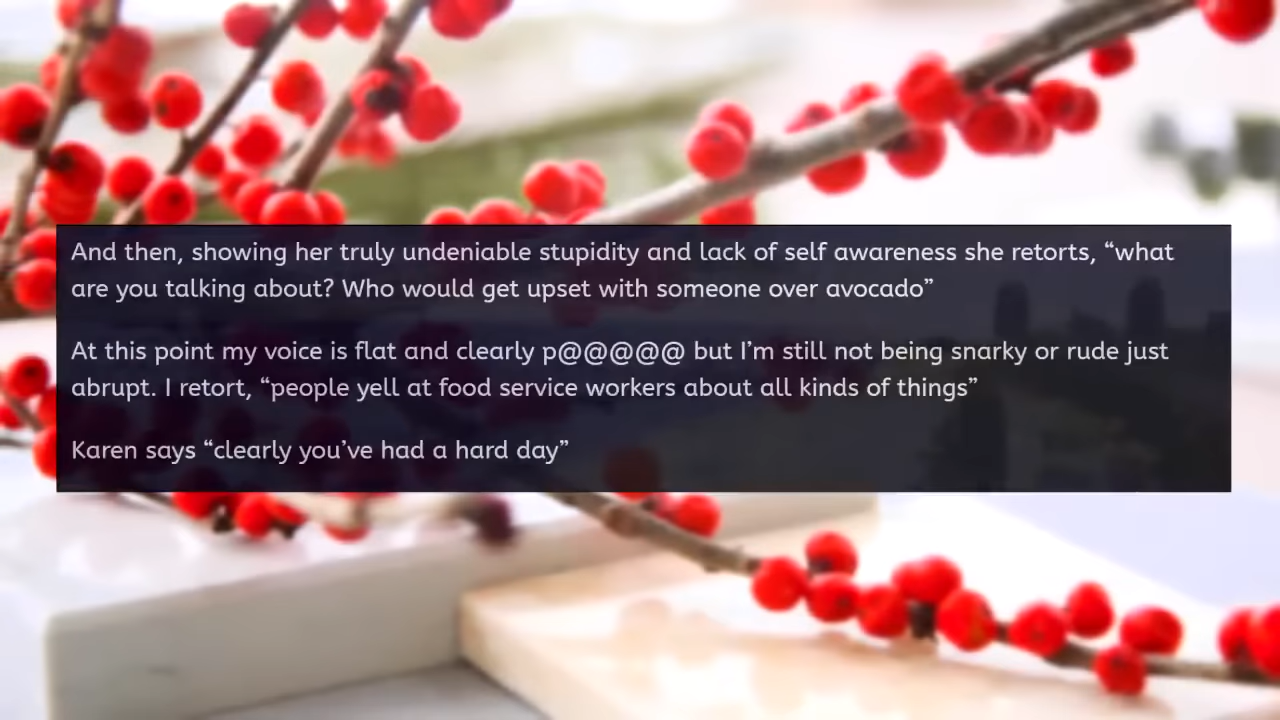 And then, showing her truly undeniable stupidity and lack of self awareness she retorts, “what
are you talking about? Who would get upset with someone over avocado”
At this point my voice is flat and clearly p@@@@@ but I’m still not being snarky or rude just
abrupt. I retort, “people yell at food service workers about all kinds of things”
Karen says “clearly you’ve had a hard day”